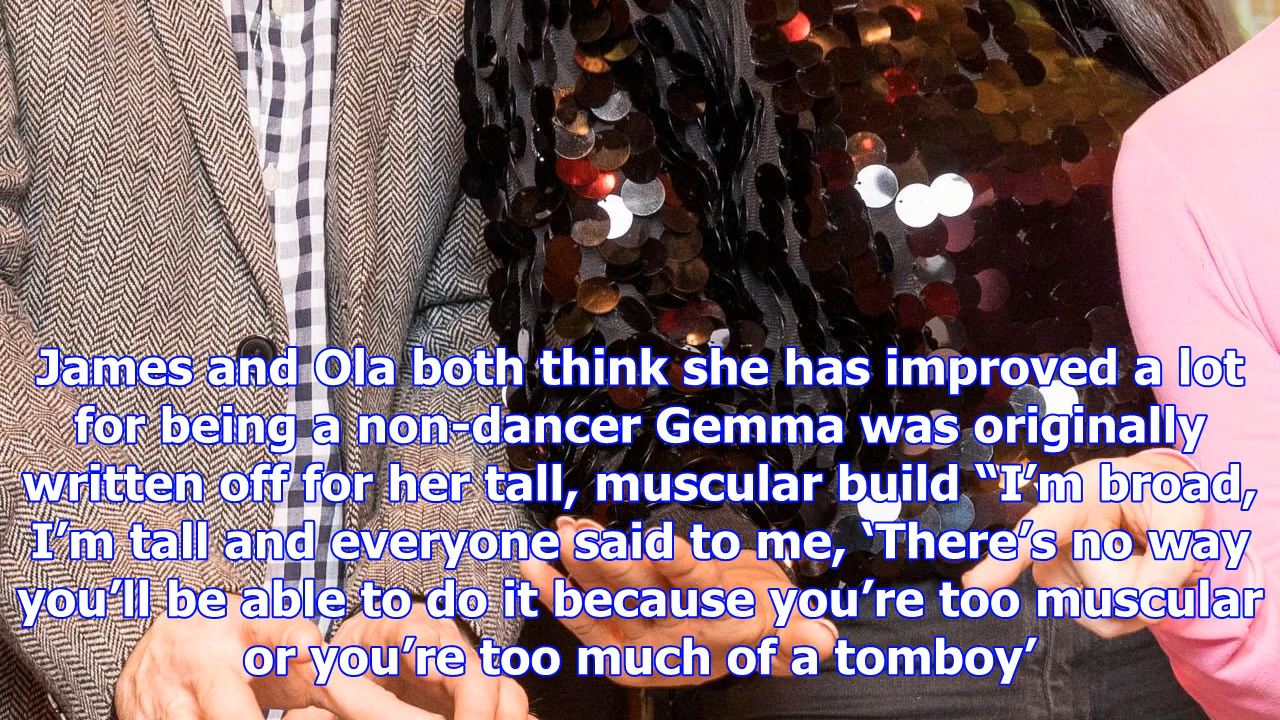 James and Ola both think she has improved a lot
for being a non-dancer Gemma was originally
written off for her tall, muscular build “I’m broad,
I’m tall and everyone said to me, ‘There’s no way
you’ll be able to do it because you’re too muscular
or you’re too much of a tomboy’